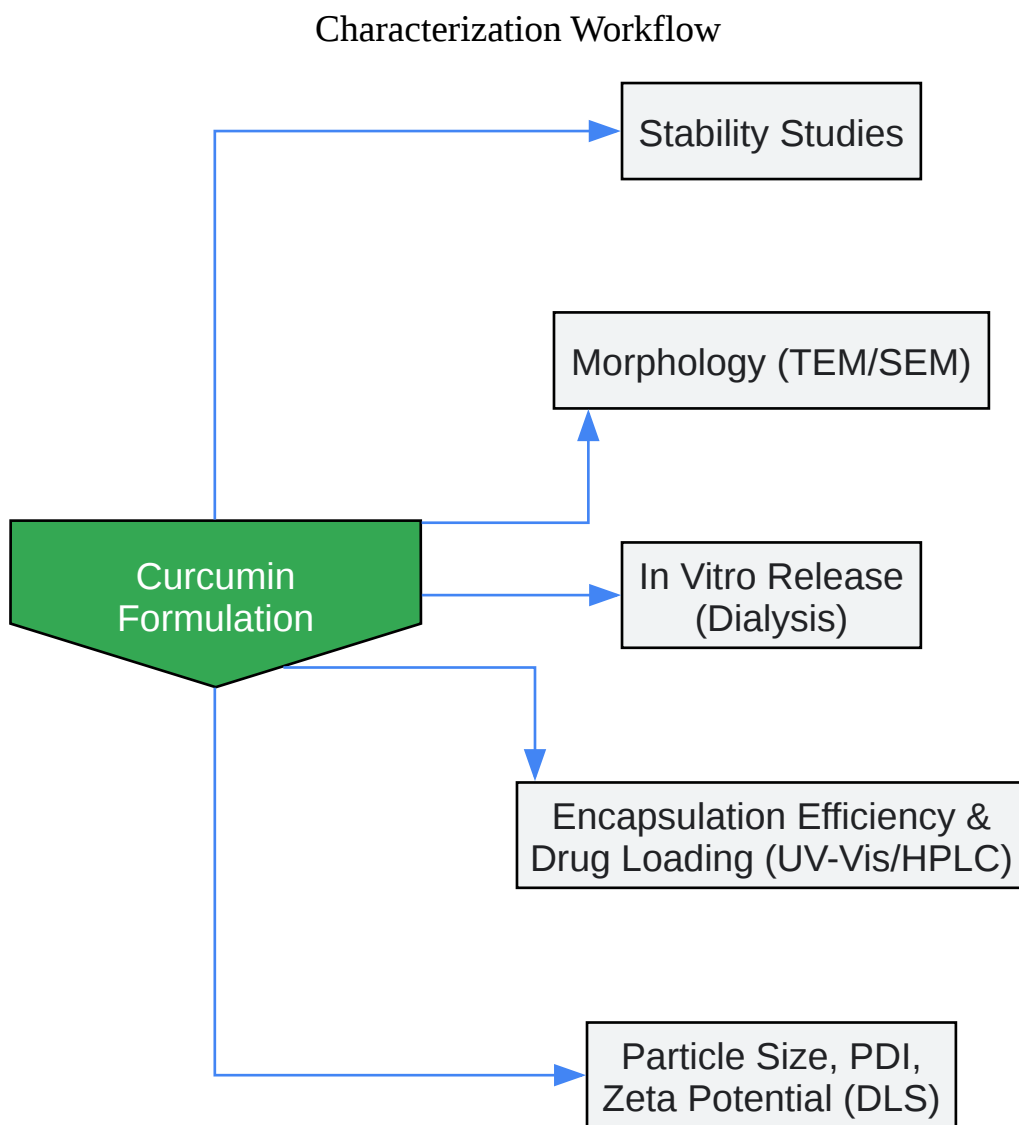 Characterization Workflow
Stability Studies
Morphology (TEM/SEM)
Curcumin
Formulation
In Vitro Release
(Dialysis)
Encapsulation Efficiency &
Drug Loading (UV-Vis/HPLC)
Particle Size, PDI,
Zeta Potential (DLS)